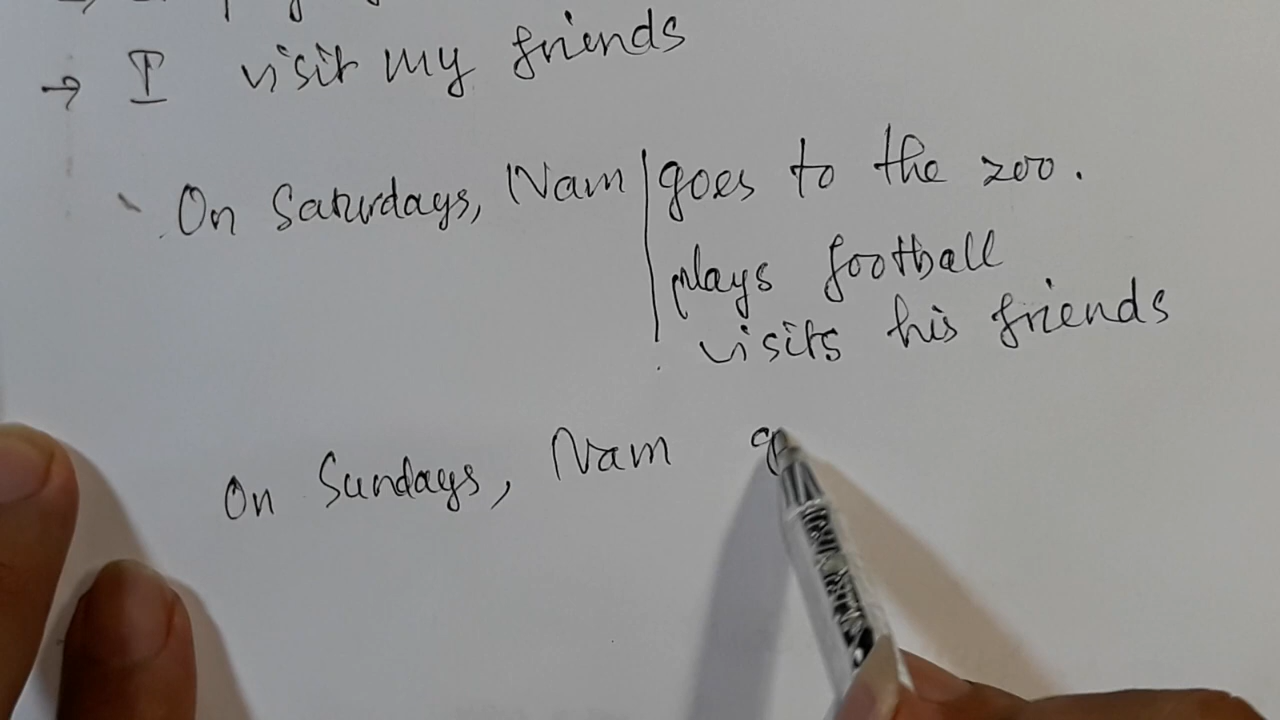 → I visit my friends
On Saturdays, Nam goes to the zoo.
plays football
visits his friends
On Sundays, Nam g